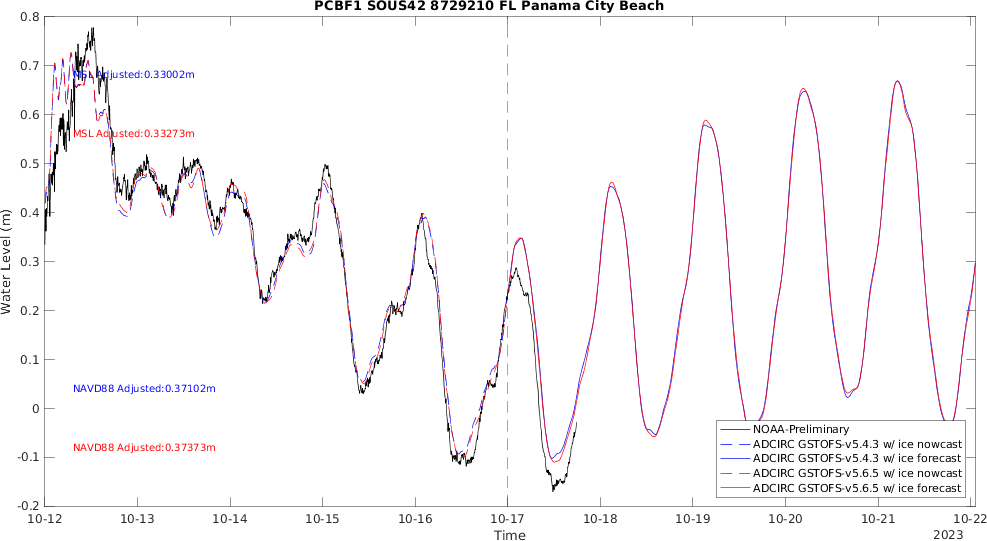 PCBF1 SOUS42 8729210 FL Panama City Beach
0.8
0.7
0.6
0.5
0.4
0.3
0.2
0.1
0
-0.1
-0.2
Water Level (m)
MSL Adjusted:0.33002m
MSL Adjusted:0.33273m
NAVD88 Adjusted:0.37102m
NAVD88 Adjusted:0.37373m
NOAA-Preliminary
ADCIRC GSTOFS-v5.4.3 w/ ice nowcast
ADCIRC GSTOFS-v5.4.3 w/ ice forecast
ADCIRC GSTOFS-v5.6.5 w/ ice nowcast
ADCIRC GSTOFS-v5.6.5 w/ ice forecast
10-12 10-13 10-14 10-15 10-16 10-17 10-18 10-19 10-20 10-21 10-22
Time
2023